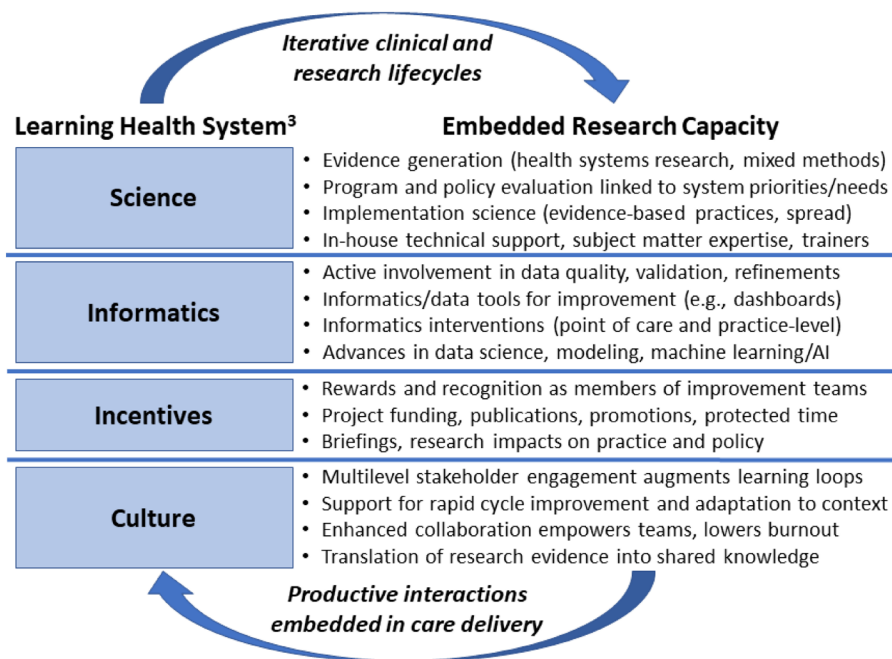 Iterative clinical and
research lifecycles
Learning Health System³
Embedded Research Capacity
Science
• Evidence generation (health systems research, mixed methods)
• Program and policy evaluation linked to system priorities/needs
• Implementation science (evidence-based practices, spread)
• In-house technical support, subject matter expertise, trainers
Informatics
• Active involvement in data quality, validation, refinements
• Informatics/data tools for improvement (e.g., dashboards)
• Informatics interventions (point of care and practice-level)
• Advances in data science, modeling, machine learning/AI
Incentives
• Rewards and recognition as members of improvement teams
• Project funding, publications, promotions, protected time
• Briefings, research impacts on practice and policy
Culture
• Multilevel stakeholder engagement augments learning loops
• Support for rapid cycle improvement and adaptation to context
• Enhanced collaboration empowers teams, lowers burnout
• Translation of research evidence into shared knowledge
Productive interactions
embedded in care delivery